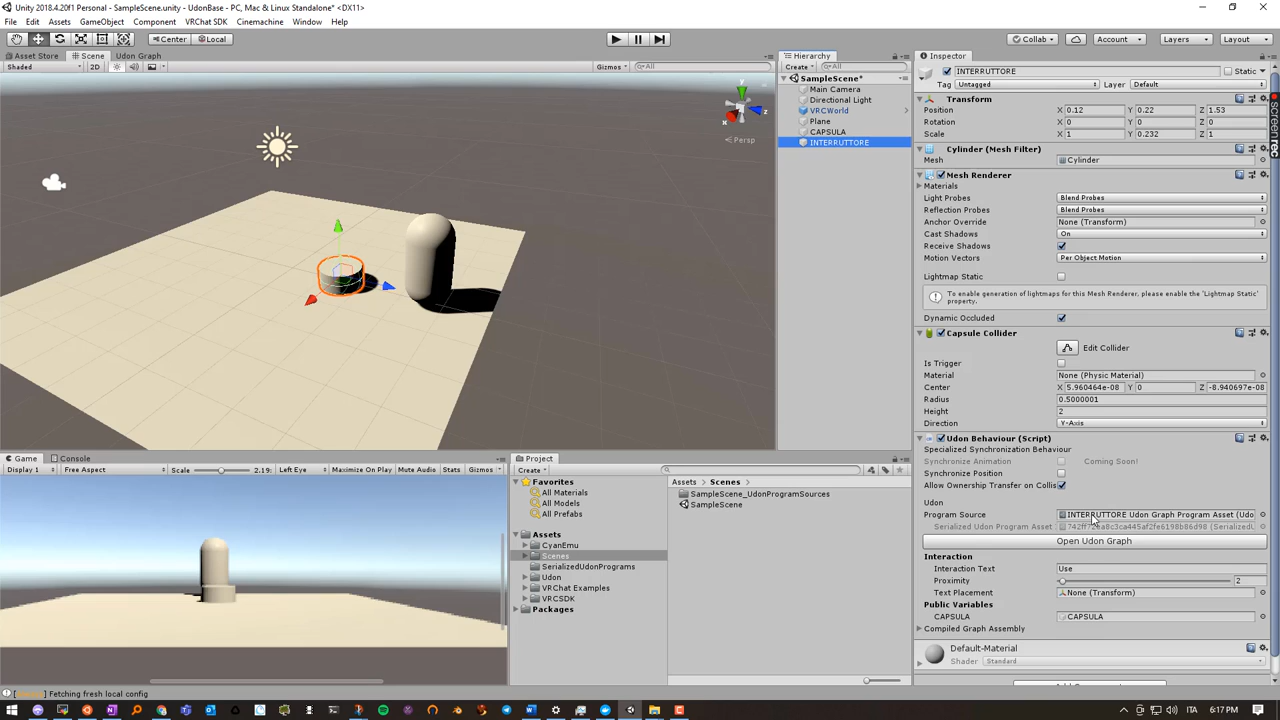 Unity 2018.4.20f1 Personal - SampleScene.unity - UdonBase - PC, Mac & Linux Standalone* <DX11>
File Edit Assets GameObject Component VRChat SDK Cinemachine Window Help
Center Local
Collab Account Layers Layout
Asset Store Scene Udon Graph
Shaded 2D Gizmos All
y
x
z
Persp
Hierarchy
Create All
SampleScene*
Main Camera
Directional Light
VRCWorld
Plane
CAPSULA
INTERRUTTORE
Inspector
INTERRUTTORE Static
Tag Untagged Layer Default
Transform
Position X 0.12 Y 0.22 Z 1.53
Rotation X 0 Y 0 Z 0
Scale X 1 Y 0.232 Z 1
Cylinder (Mesh Filter)
Mesh Cylinder
Mesh Renderer
Materials
Light Probes Blend Probes
Reflection Probes Blend Probes
Anchor Override None (Transform)
Cast Shadows On
Receive Shadows
Motion Vectors Per Object Motion
Lightmap Static
To enable generation of lightmaps for this Mesh Renderer, please enable the 'Lightmap Static'
property.
Dynamic Occluded
Capsule Collider
Edit Collider
Is Trigger
Material None (Physic Material)
Center X 5.960464e-08 Y 0 Z -8.940697e-08
Radius 0.5000001
Height 2
Direction Y-Axis
Udon Behaviour (Script)
Specialized Synchronization Behaviour
Synchronize Animation Coming Soon!
Synchronize Position
Allow Ownership Transfer on Collis
Udon
Program Source INTERRUTTORE Udon Graph Program Asset (Udo
Serialized Udon Program Asset
Open Udon Graph
Interaction
Interaction Text Use
Proximity 2
Text Placement None (Transform)
Public Variables
CAPSULA CAPSULA
Compiled Graph Assembly
Default-Material
Shader Standard
Screenrec
Game Console
Display 1 Free Aspect Scale 2.19 Left Eye Maximize On Play Mute Audio Stats Gizmos
Project
Create
Favorites
All Materials
All Models
All Prefabs
Assets
CyanEmu
Scenes
SerializedUdonPrograms
Udon
VRChat Examples
VRCSDK
Packages
Assets Scenes
SampleScene_UdonProgramSources
SampleScene
Fetching fresh local config
ITA 6:17 PM